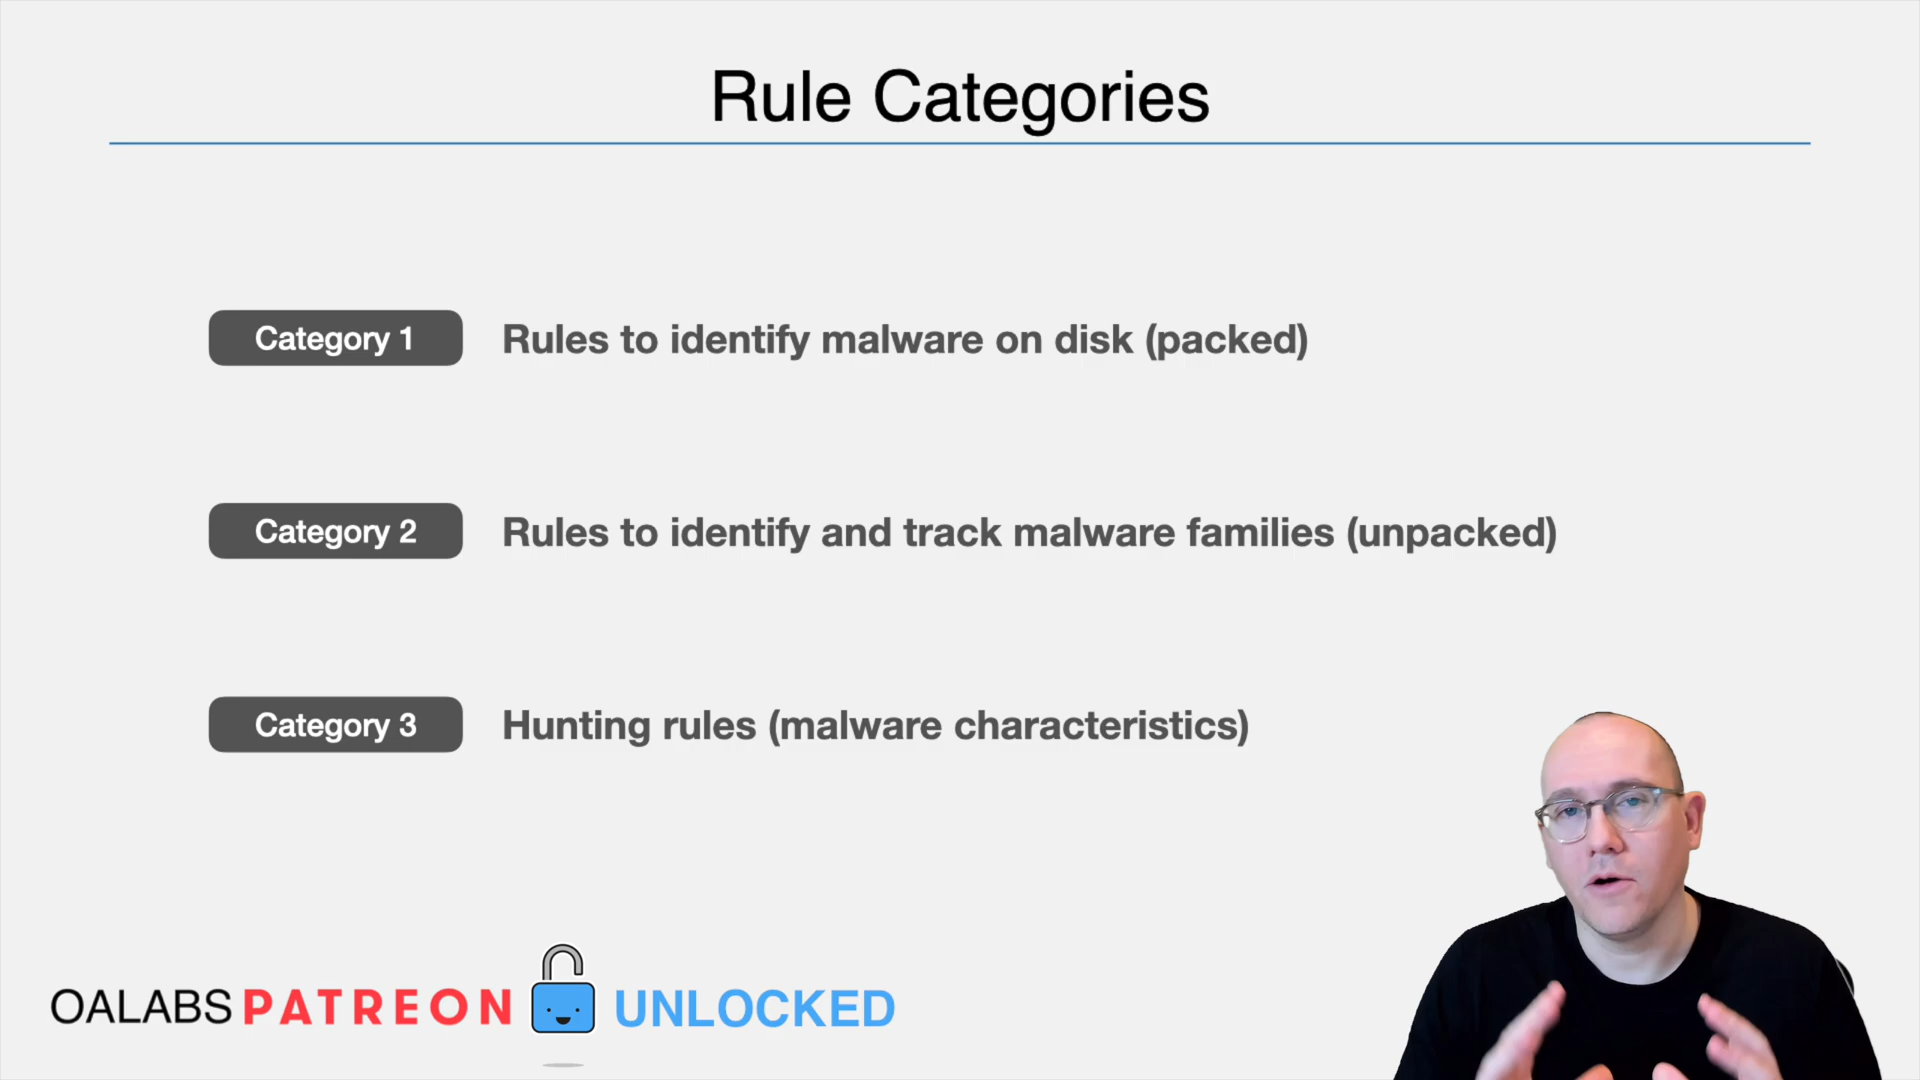 Rule Categories
Category 1 Rules to identify malware on disk (packed)
Category 2 Rules to identify and track malware families (unpacked)
Category 3 Hunting rules (malware characteristics)
OALABS PATREON UNLOCKED